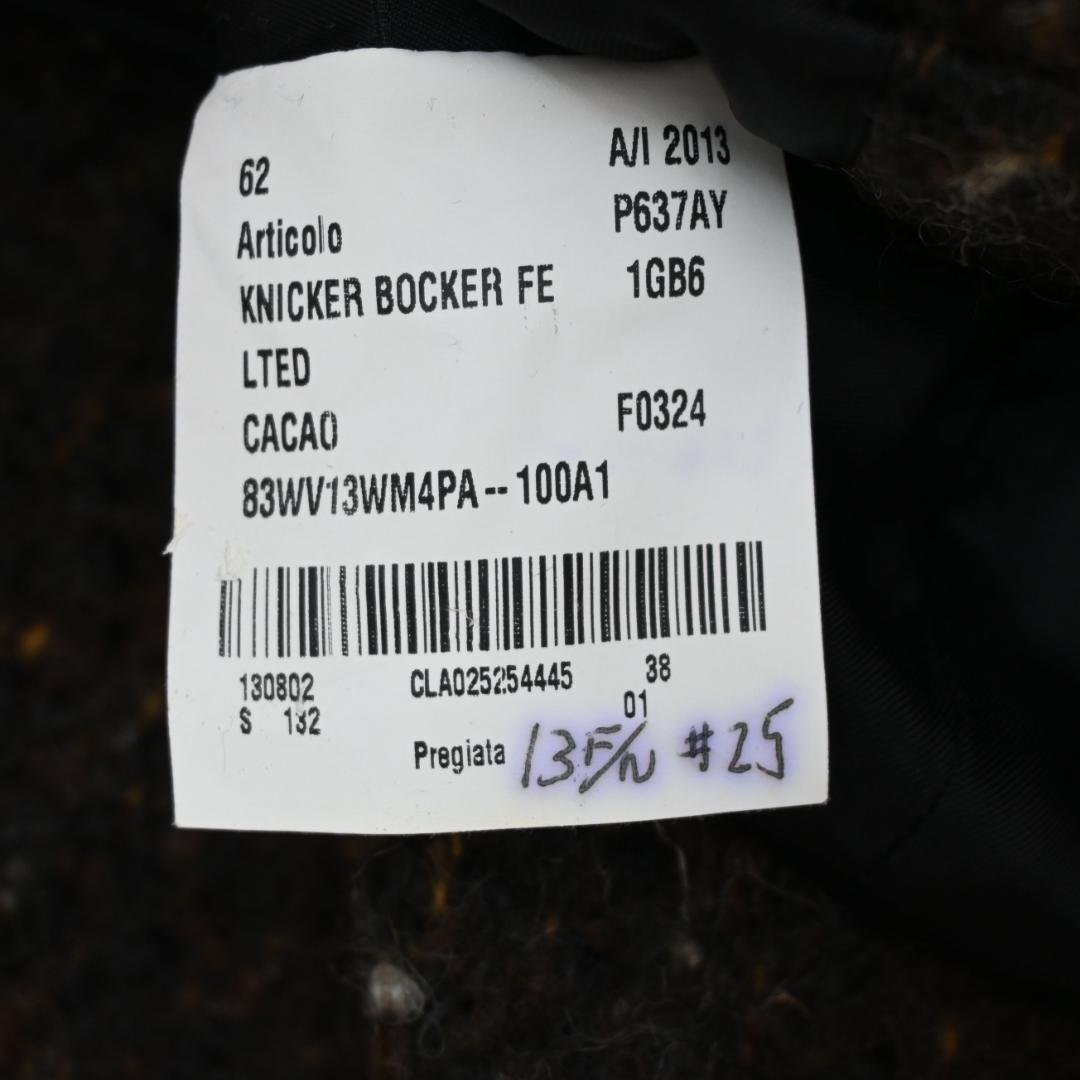 62 A/I 2013
Articolo P637AY
KNICKER BOCKER FE 1GB6
LTED
CACAO F0324
83WV13WM4PA--100A1
130802 CLA025254445 38
S 132 01
Pregiata 13 F/W #25